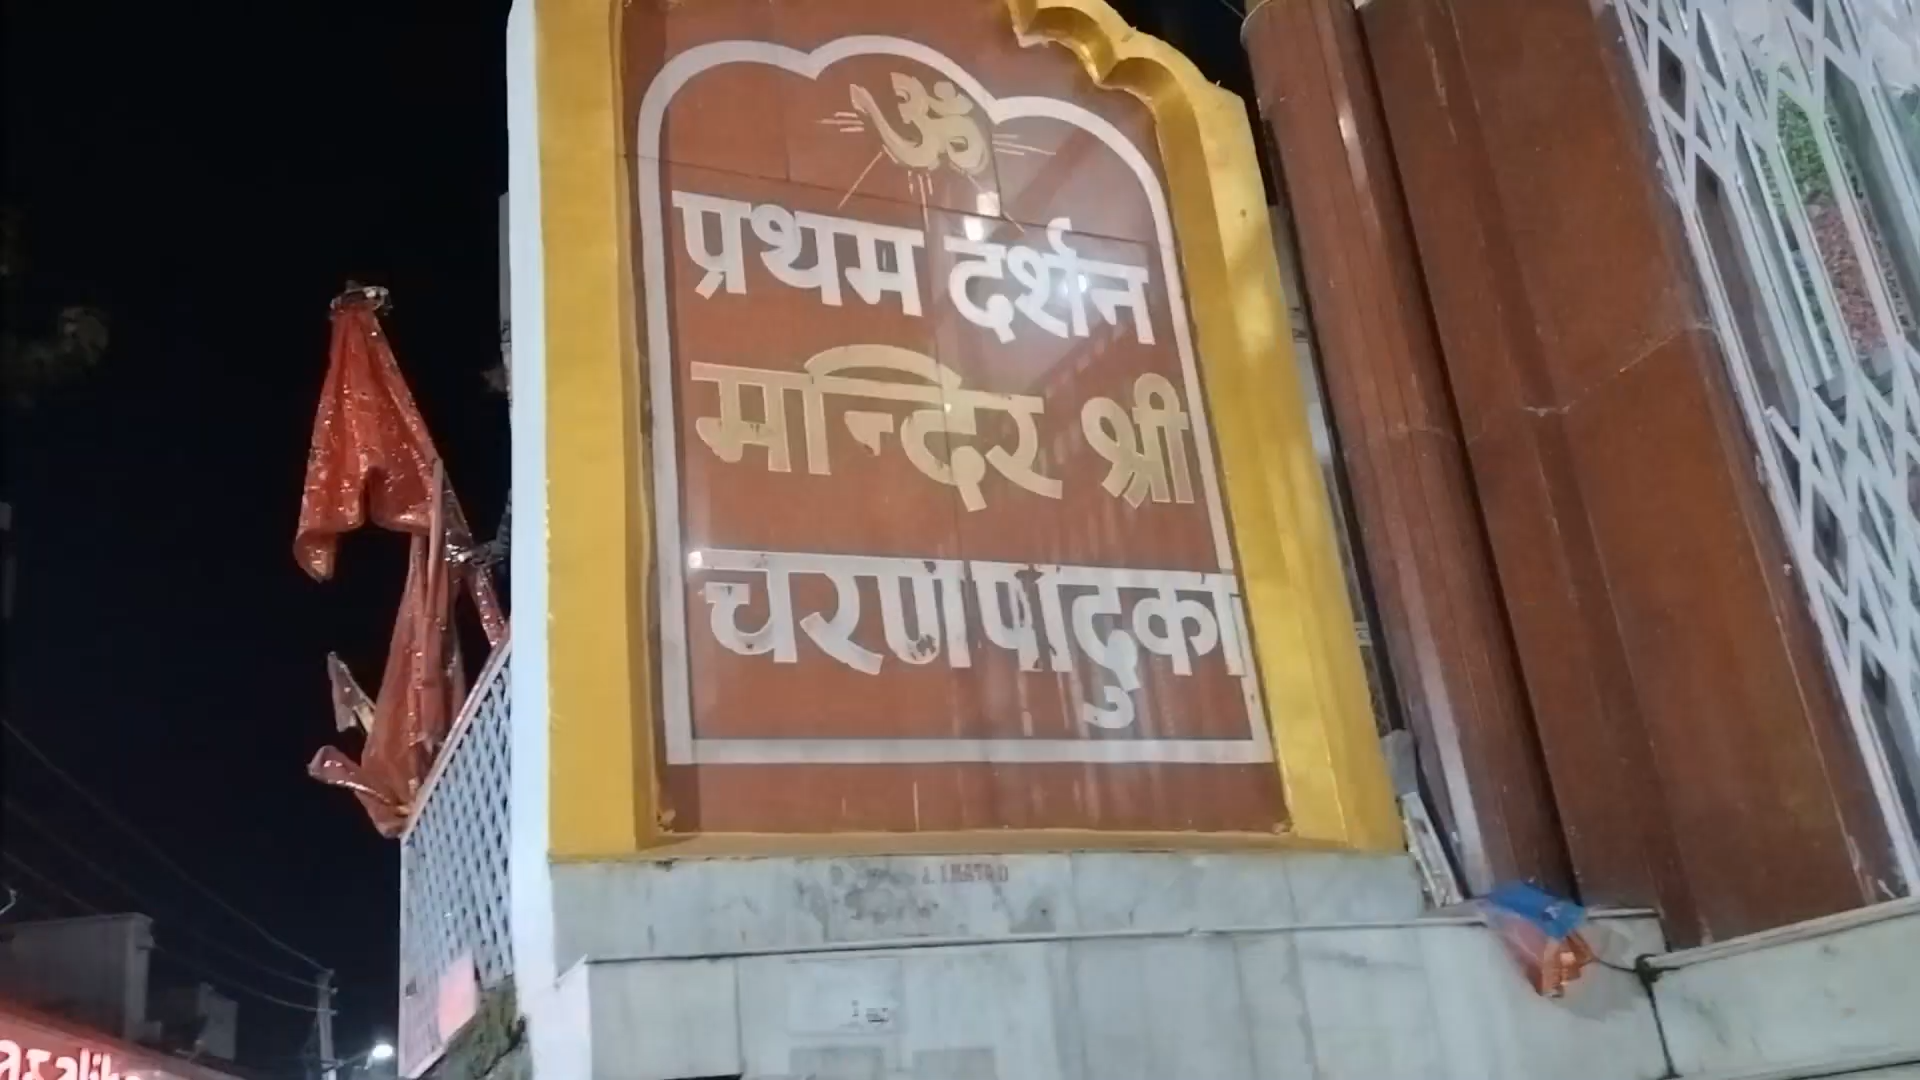 ॐ
प्रथम दर्शन
मन्दिर श्री
चरणपादुका